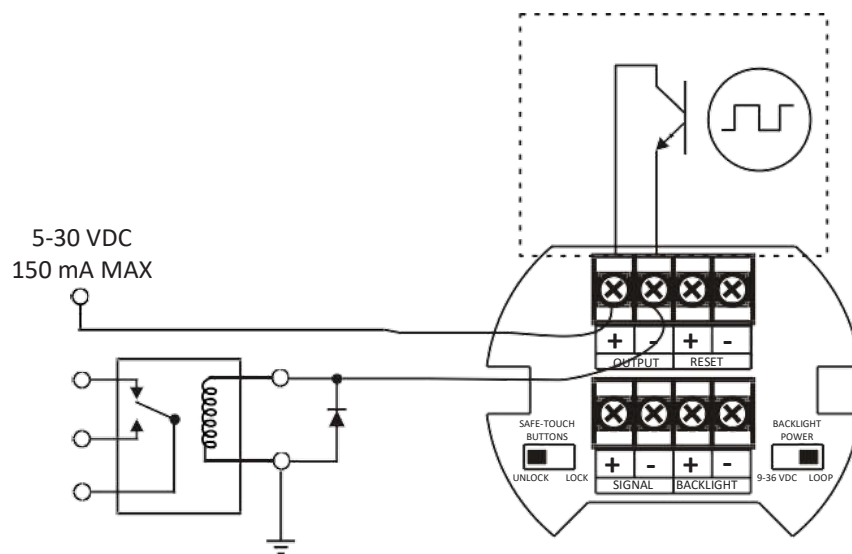 5-30 VDC
150 mA MAX
+ - + -
OUTPUT RESET
SAFE-TOUCH
BUTTONS
UNLOCK LOCK
+ - + -
SIGNAL BACKLIGHT
BACKLIGHT
POWER
9-36 VDC LOOP